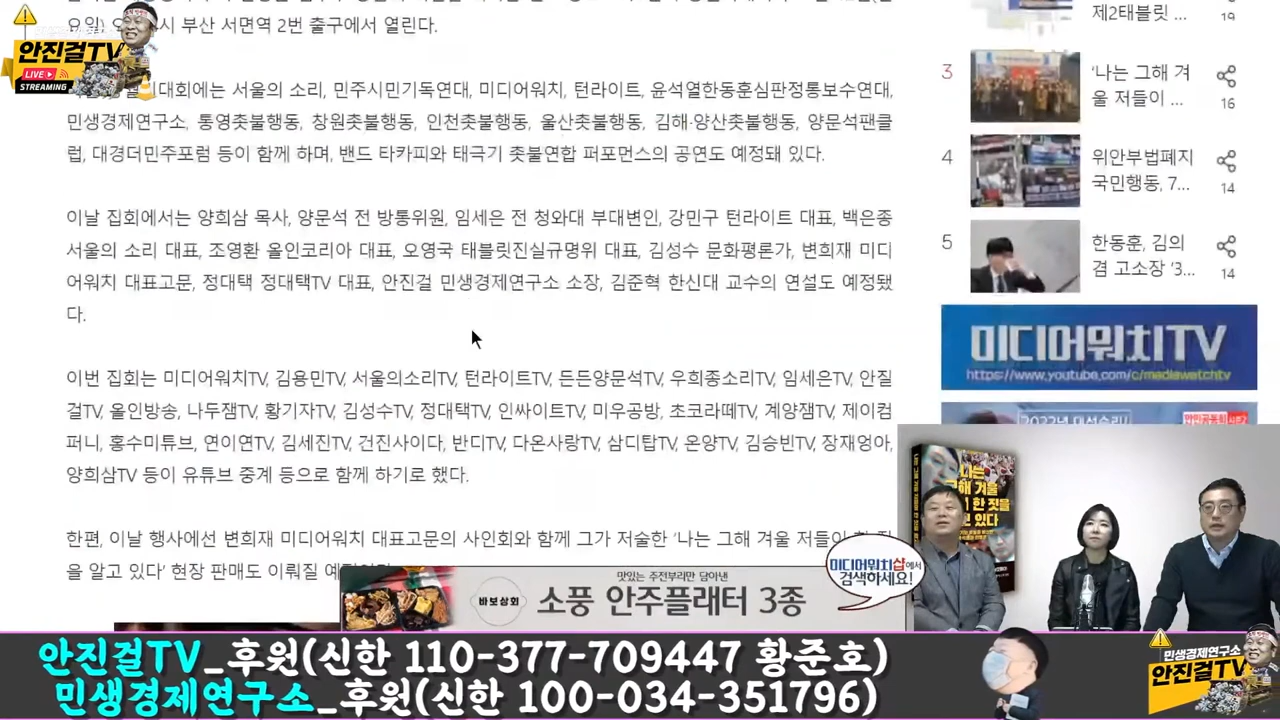 시 부산 서면역 2번 출구에서 열린다.
대회에는 서울의 소리, 민주시민기독연대, 미디어워치, 턴라이트, 윤석열한동훈심판정통보수연대,
민생경제연구소, 통영촛불행동, 창원촛불행동, 인천촛불행동, 울산촛불행동, 김해·양산촛불행동, 양문석팬클
럽, 대경더민주포럼 등이 함께 하며, 밴드 타카피와 태극기 촛불연합 퍼포먼스의 공연도 예정돼 있다.
이날 집회에서는 양희삼 목사, 양문석 전 방통위원, 임세은 전 청와대 부대변인, 강민구 턴라이트 대표, 백은종
서울의 소리 대표, 조영환 올인코리아 대표, 오영국 태블릿진실규명위 대표, 김성수 문화평론가, 변희재 미디
어워치 대표고문, 정대택 정대택TV 대표, 안진걸 민생경제연구소 소장, 김준혁 한신대 교수의 연설도 예정됐
다.
이번 집회는 미디어워치TV, 김용민TV, 서울의소리TV, 턴라이트TV, 든든양문석TV, 우희종소리TV, 임세은TV, 안질
걸TV, 올인방송, 나두잼TV, 황기자TV, 김성수TV, 정대택TV, 인싸이트TV, 미우공방, 초코라떼TV, 계양잼TV, 제이컴
퍼니, 홍수미튜브, 연이연TV, 김세진TV, 건진사이다, 반디TV, 다온사랑TV, 삼디탑TV, 온양TV, 김승빈TV, 장재엉아,
양희삼TV 등이 유튜브 중계 등으로 함께 하기로 했다.
한편, 이날 행사에선 변희재 미디어워치 대표고문의 사인회와 함께 그가 저술한 '나는 그해 겨울 저들이 한 짓
을 알고 있다' 현장 판매도 이뤄질
제2태블릿 ...
19
3
'나는 그해 겨
울 저들이 ...
16
4
위안부법폐지
국민행동, 7...
14
5
한동훈, 김의
겸 고소장 '3...
14
미디어워치TV
https://www.youtube.com/c/mediawatchtv
안진걸TV
LIVE
STREAMING
나는
그해 겨울
한 짓을
있다
미디어워치샵에서
검색하세요!
바보상회
맛있는 주전부리만 담아낸
소풍 안주플래터 3종
안진걸TV_후원(신한 110-377-709447 황준호)
민생경제연구소_후원(신한 100-034-351796)
민생경제연구소
안진걸TV